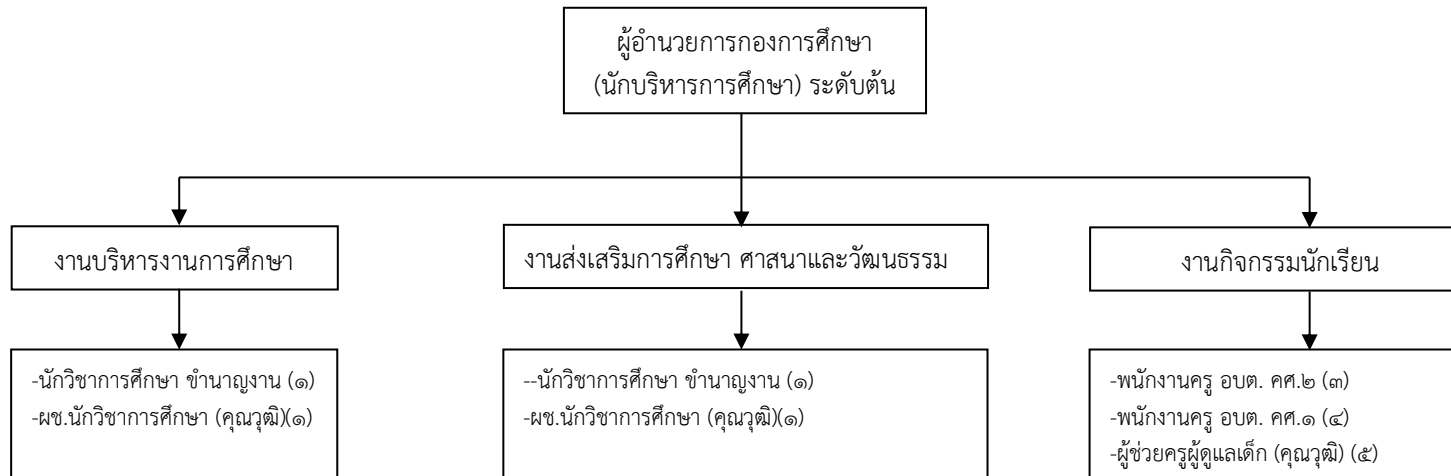 ผู้อำนวยการกองการศึกษา
(นักบริหารการศึกษา) ระดับต้น
งานบริหารงานการศึกษา
งานส่งเสริมการศึกษา ศาสนาและวัฒนธรรม
งานกิจกรรมนักเรียน
-นักวิชาการศึกษา ชำนาญงาน (๑)
-ผช.นักวิชาการศึกษา (คุณวุฒิ)(๑)
--นักวิชาการศึกษา ชำนาญงาน (๑)
-ผช.นักวิชาการศึกษา (คุณวุฒิ)(๑)
-พนักงานครู อบต. คศ.๒ (๓)
-พนักงานครู อบต. คศ.๑ (๔)
-ผู้ช่วยครูผู้ดูแลเด็ก (คุณวุฒิ) (๕)